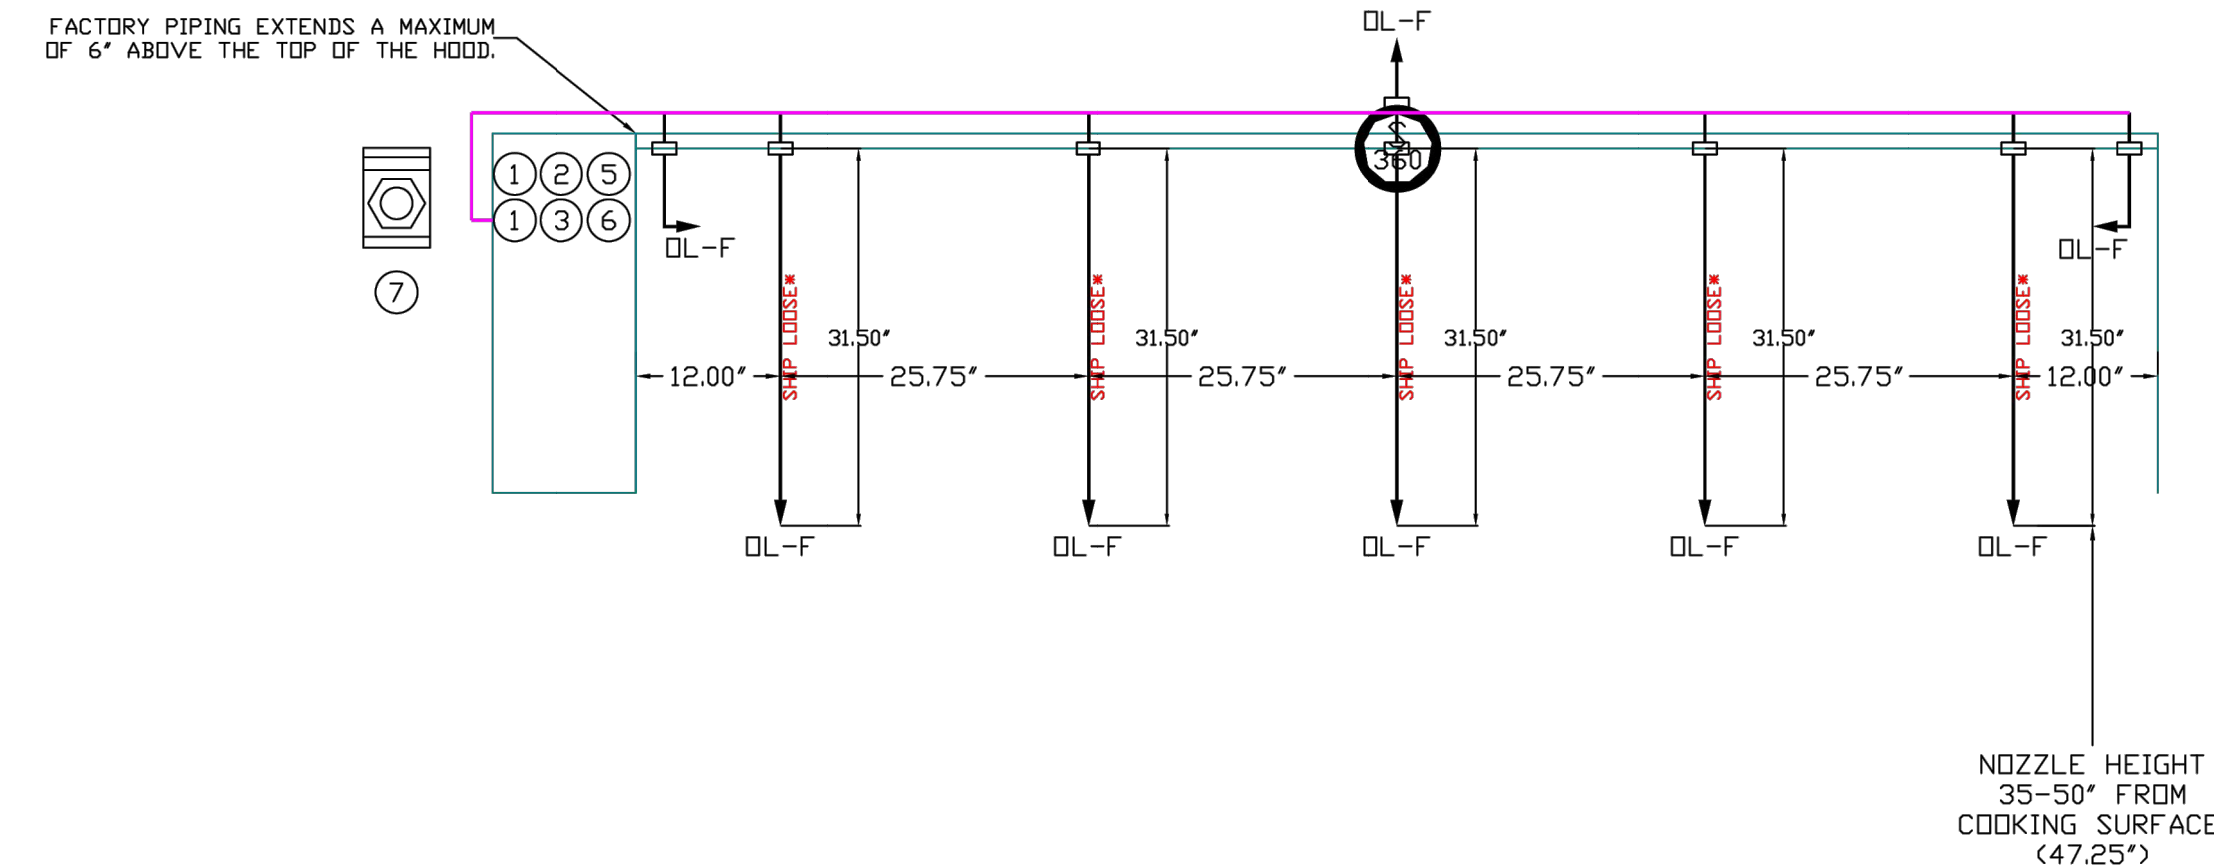 FACTORY PIPING EXTENDS A MAXIMUM
OF 6" ABOVE THE TOP OF THE HOOD.
OL-F
360
1 2 5
1 3 6
7
OL-F
OL-F
SHIP LOOSE*
SHIP LOOSE*
SHIP LOOSE*
SHIP LOOSE*
SHIP LOOSE*
31.50" 31.50" 31.50" 31.50" 31.50"
12.00" 25.75" 25.75" 25.75" 25.75" 12.00"
OL-F OL-F OL-F OL-F OL-F
NOZZLE HEIGHT
35-50" FROM
COOKING SURFACE
(47.25")